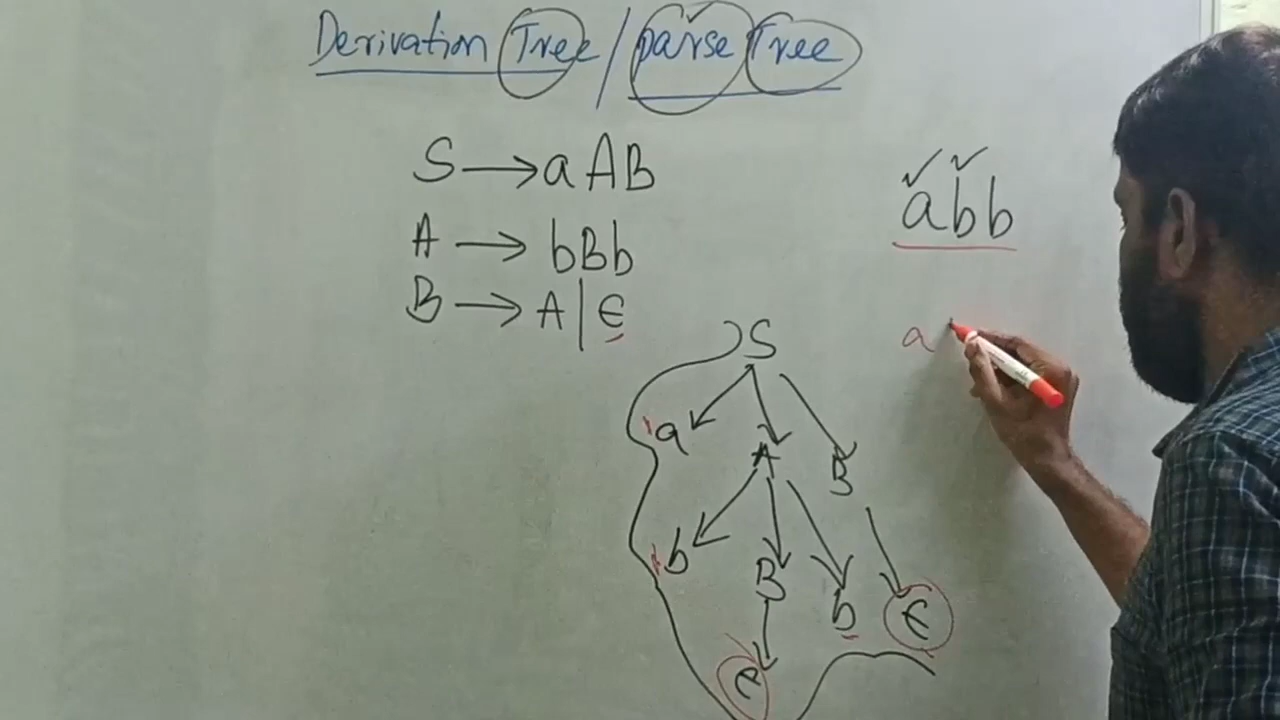 Derivation Tree / parse Tree
S → aAB
abb
A → bBb
B → A | ε
S
a
a
A
B
b
B
b
ε
ε